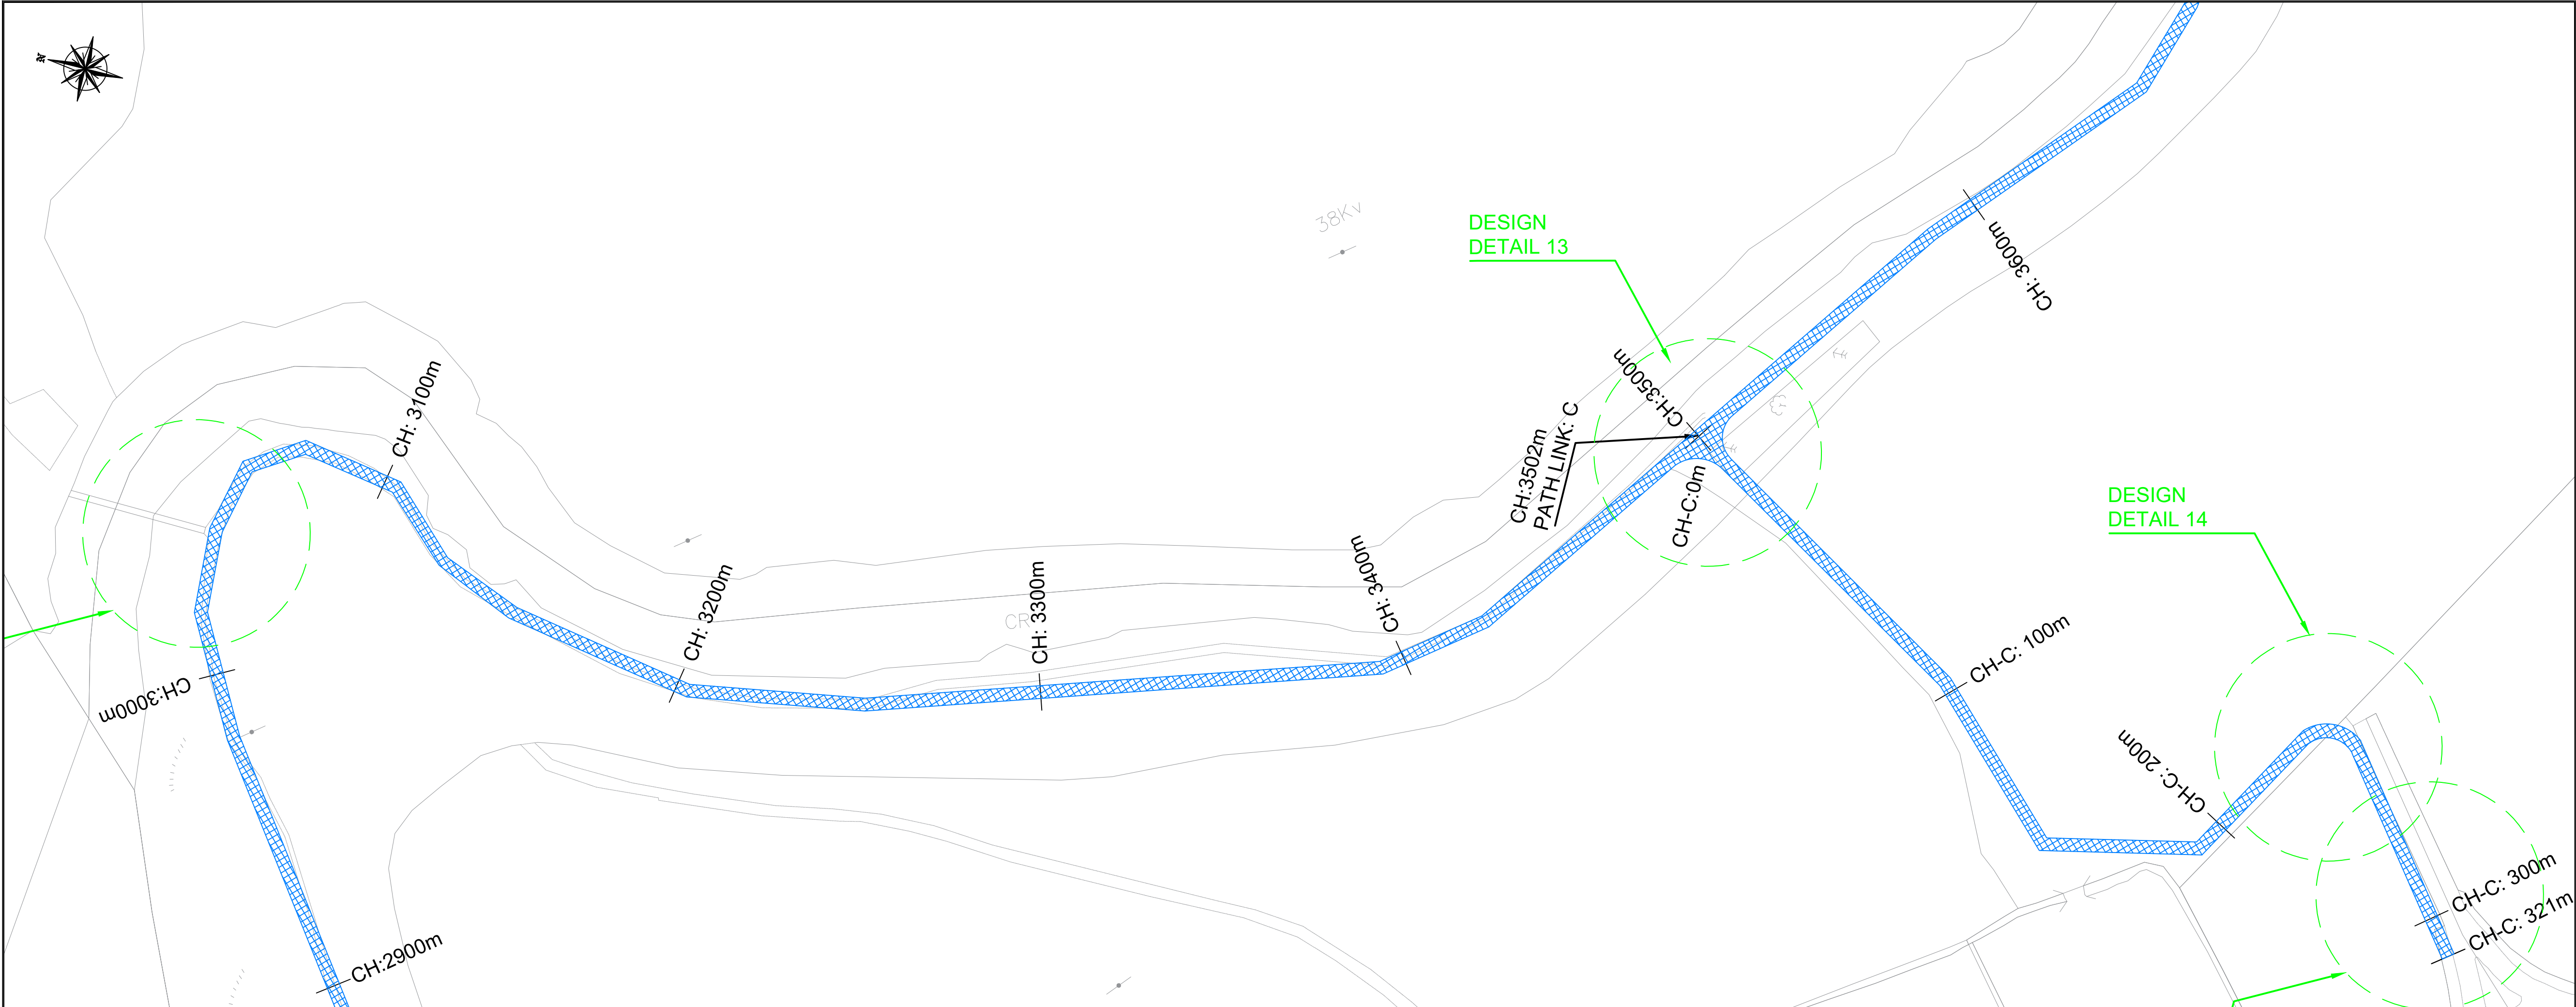 N
38Kv
DESIGN
DETAIL 13
CH: 3600m
CH:3500m
CH: 3100m
CH:3502m
PATH LINK: C
CH-C:0m
DESIGN
DETAIL 14
CH: 3400m
CH: 3200m
CH: 3300m
CR
CH-C: 100m
CH:3000m
CH-C: 200m
CH-C: 300m
CH-C: 321m
CH:2900m